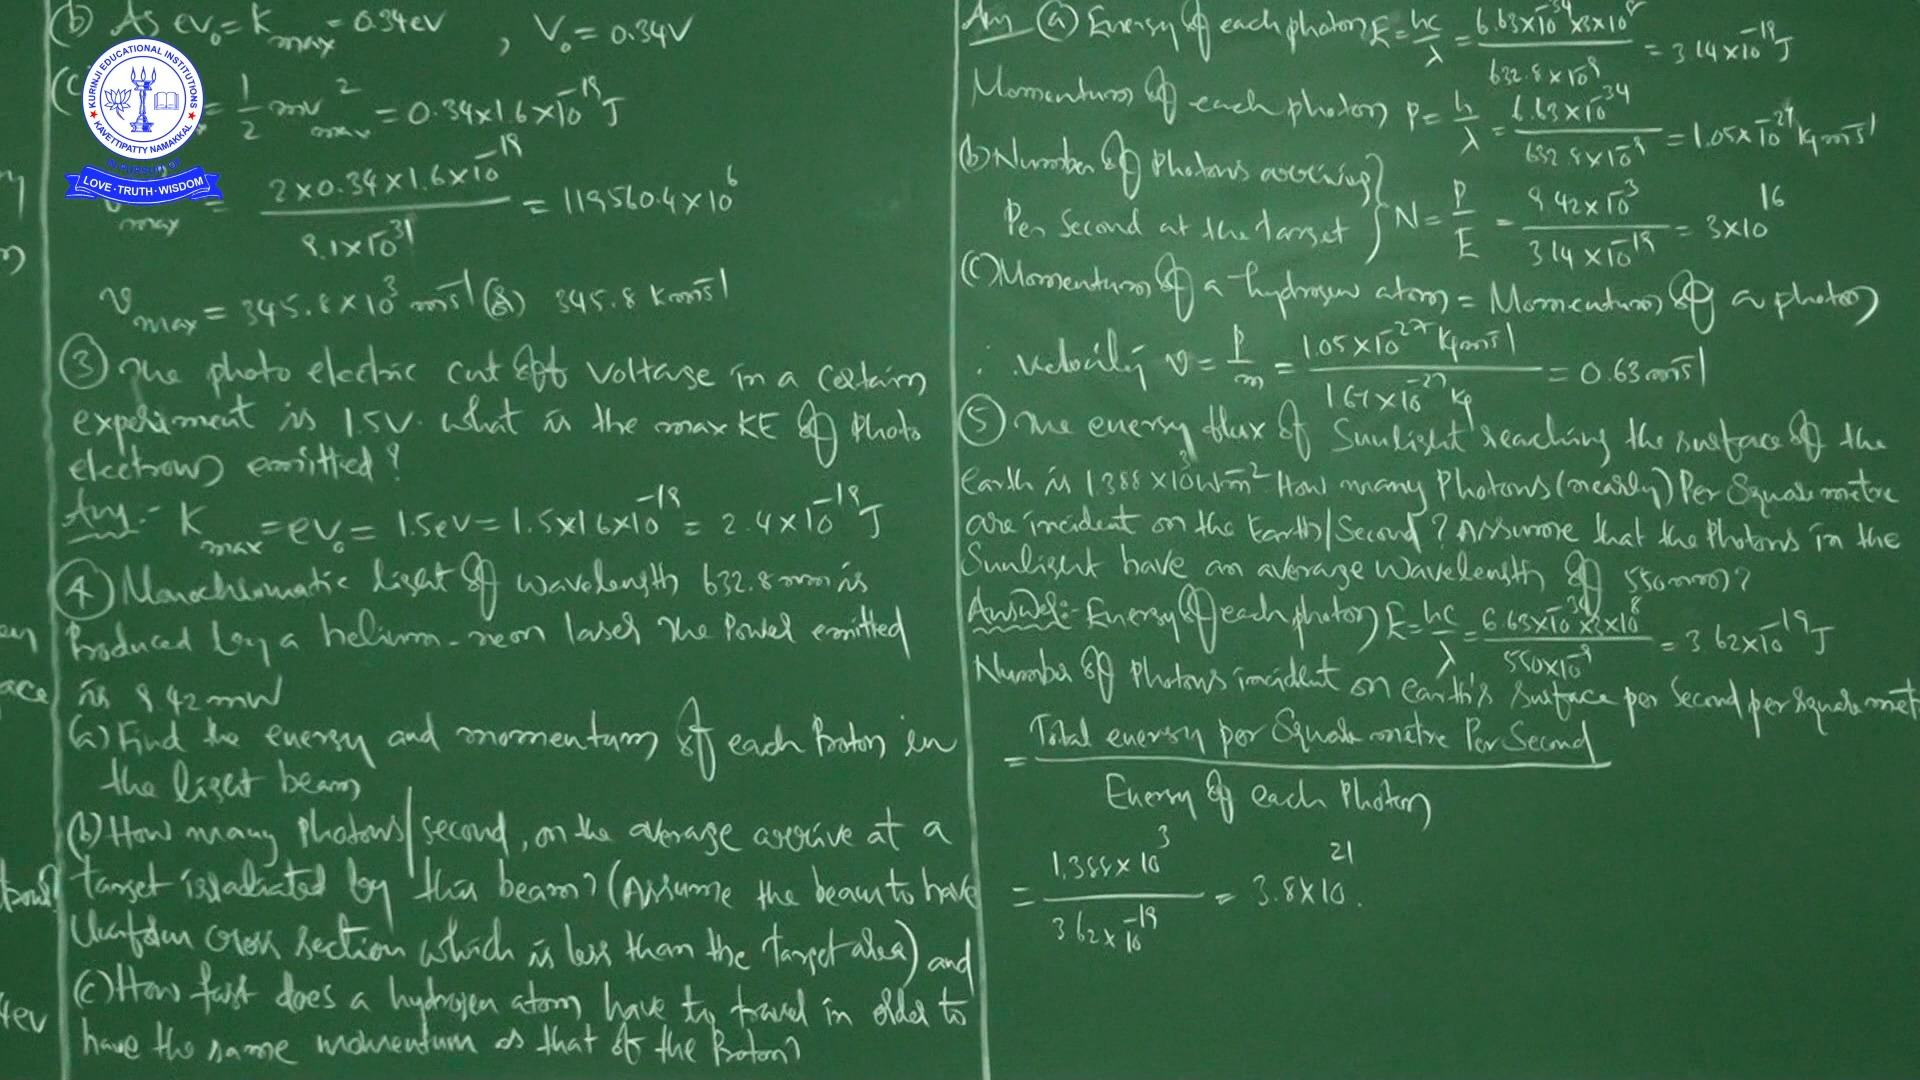 KURINJI EDUCATIONAL INSTITUTIONS
KAVETTIPATTY NAMAKKAL
IN PURSUIT OF
LOVE · TRUTH · WISDOM
(b) As eV₀ = K max = 0.34eV , V₀ = 0.34V
= 1/2 mv² max = 0.34×1.6×10⁻¹⁹J
v² max = 2×0.34×1.6×10⁻¹⁹ / 9.1×10⁻³¹ = 119560.4×10⁶
v max = 345.8×10³ ms⁻¹ (or) 345.8 kms⁻¹
③ The photo electric cut off voltage in a certain
experiment is 1.5V. what is the max KE of photo
electrons emitted?
Ans:- K max = eV₀ = 1.5eV = 1.5×1.6×10⁻¹⁹ = 2.4×10⁻¹⁹J
④ Monochromatic light of wavelength 632.8nm is
Produced by a helium-neon laser The Power emitted
is 9.42mW
(a) Find the energy and momentum of each Proton in
the light beam
(b) How many Photons/second, on the average arrive at a
target irradiated by this beam? (Assume the beam to have
Uniform cross section which is less than the target area) and
(c) How fast does a hydrogen atom have to travel in order to
have the same momentum as that of the Proton?
Ans (a) Energy of each photon E = hc/λ = 6.63×10⁻³⁴×3×10⁸ / 632.8×10⁻⁹ = 3.14×10⁻¹⁹J
Momentum of each photon P = h/λ = 6.63×10⁻³⁴ / 632.8×10⁻⁹ = 1.05×10⁻²⁷ kgms⁻¹
(b) Number of Photons arriving
Per Second at the target } N = P/E = 9.42×10⁻³ / 3.14×10⁻¹⁹ = 3×10¹⁶
(c) Momentum of a hydrogen atom = Momentum of a photon
∴ velocity v = p/m = 1.05×10⁻²⁷ kgms⁻¹ / 1.67×10⁻²⁷ kg = 0.63ms⁻¹
⑤ The energy flux of Sunlight reaching the surface of the
earth is 1.388×10³Wm⁻². How many Photons (nearly) Per Square metre
are incident on the Earth/Second? Assume that the Photons in the
Sunlight have an average wavelength of 550nm?
Answer:- Energy of each photon E = hc/λ = 6.63×10⁻³⁴×3×10⁸ / 550×10⁻⁹ = 3.62×10⁻¹⁹J
Number of Photons incident on earth's surface per second per square met
= Total energy per Square metre Per Second / Energy of each Photon
= 1.388×10³ / 3.62×10⁻¹⁹ = 3.8×10²¹.